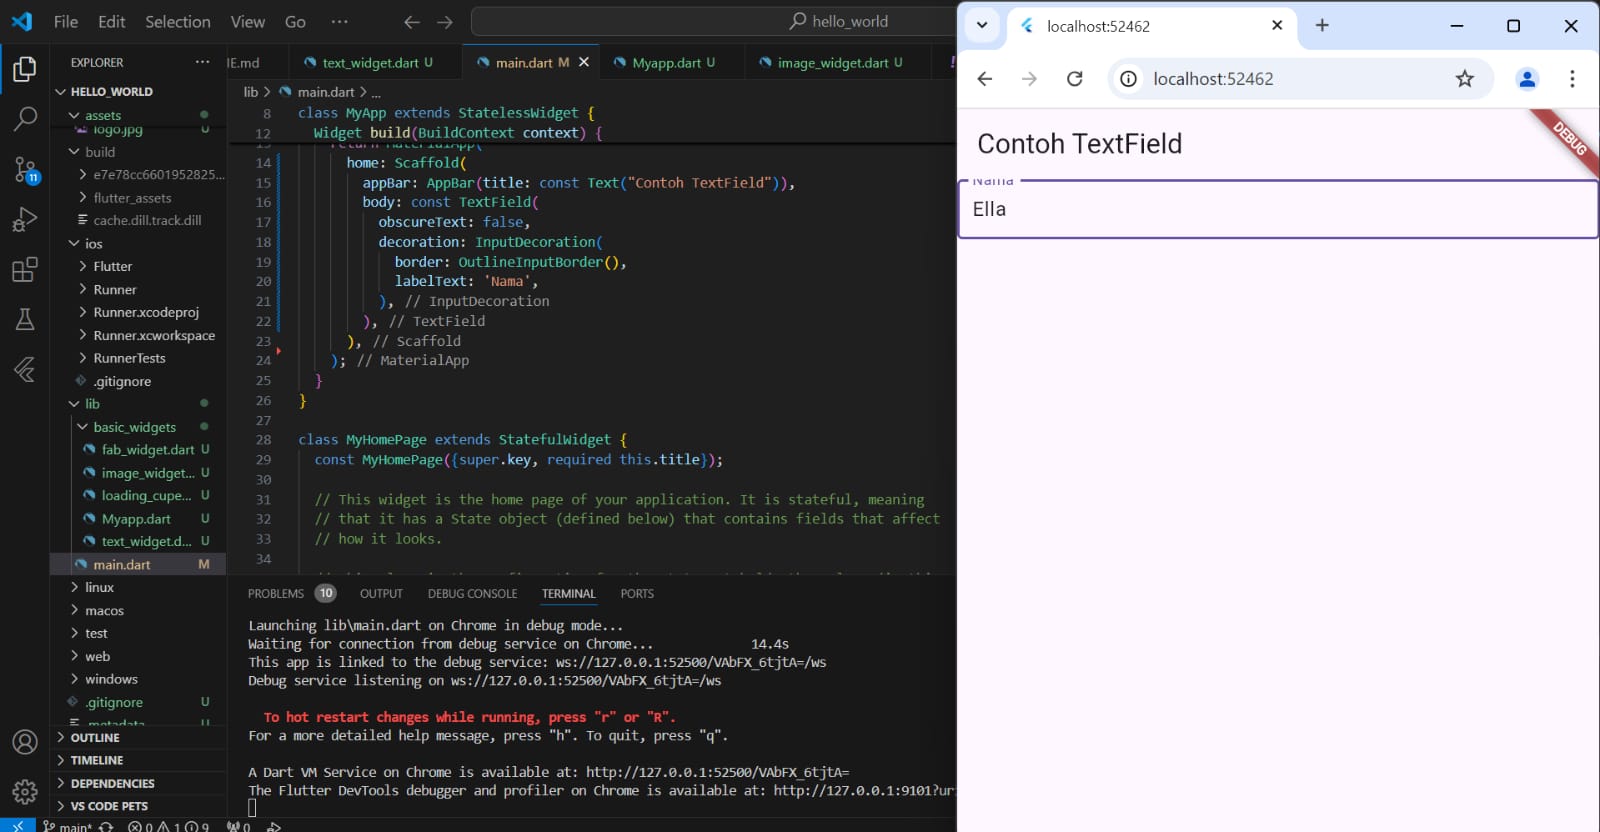 File Edit Selection View Go ··· hello_world
EXPLORER ···
HELLO_WORLD
assets
logo.jpg U
build
e7e78cc6601952825...
flutter_assets
cache.dill.track.dill
ios
Flutter
Runner
Runner.xcodeproj
Runner.xcworkspace
RunnerTests
.gitignore
lib
basic_widgets
fab_widget.dart U
image_widget... U
loading_cupe... U
Myapp.dart U
text_widget.d... U
main.dart M
linux
macos
test
web
windows
.gitignore U
.metadata U
OUTLINE
TIMELINE
DEPENDENCIES
VS CODE PETS
11
main* 0 1 9 0
E.md text_widget.dart U main.dart M Myapp.dart U image_widget.dart U
lib > main.dart > ...
8 class MyApp extends StatelessWidget {
12 Widget build(BuildContext context) {
13 return MaterialApp(
14 home: Scaffold(
15 appBar: AppBar(title: const Text("Contoh TextField")),
16 body: const TextField(
17 obscureText: false,
18 decoration: InputDecoration(
19 border: OutlineInputBorder(),
20 labelText: 'Nama',
21 ), // InputDecoration
22 ), // TextField
23 ), // Scaffold
24 ); // MaterialApp
25 }
26 }
27
28 class MyHomePage extends StatefulWidget {
29 const MyHomePage({super.key, required this.title});
30
31 // This widget is the home page of your application. It is stateful, meaning
32 // that it has a State object (defined below) that contains fields that affect
33 // how it looks.
34
PROBLEMS 10 OUTPUT DEBUG CONSOLE TERMINAL PORTS
Launching lib\main.dart on Chrome in debug mode...
Waiting for connection from debug service on Chrome... 14.4s
This app is linked to the debug service: ws://127.0.0.1:52500/VAbFX_6tjtA=/ws
Debug service listening on ws://127.0.0.1:52500/VAbFX_6tjtA=/ws
To hot restart changes while running, press "r" or "R".
For a more detailed help message, press "h". To quit, press "q".
A Dart VM Service on Chrome is available at: http://127.0.0.1:52500/VAbFX_6tjtA=
The Flutter DevTools debugger and profiler on Chrome is available at: http://127.0.0.1:9101?ur
localhost:52462
localhost:52462
Contoh TextField
DEBUG
Nama
Ella